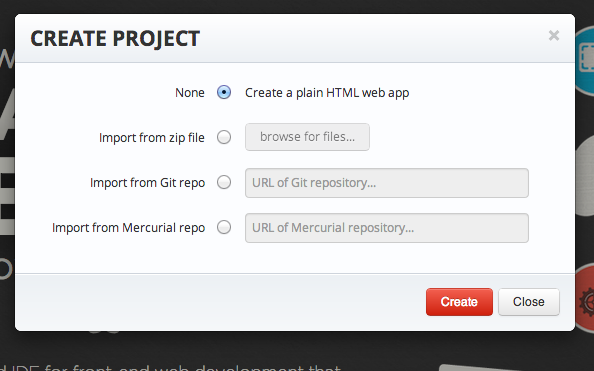 CREATE PROJECT ×
None Create a plain HTML web app
Import from zip file browse for files...
Import from Git repo URL of Git repository...
Import from Mercurial repo URL of Mercurial repository...
Create Close
IDE for front-end web development that